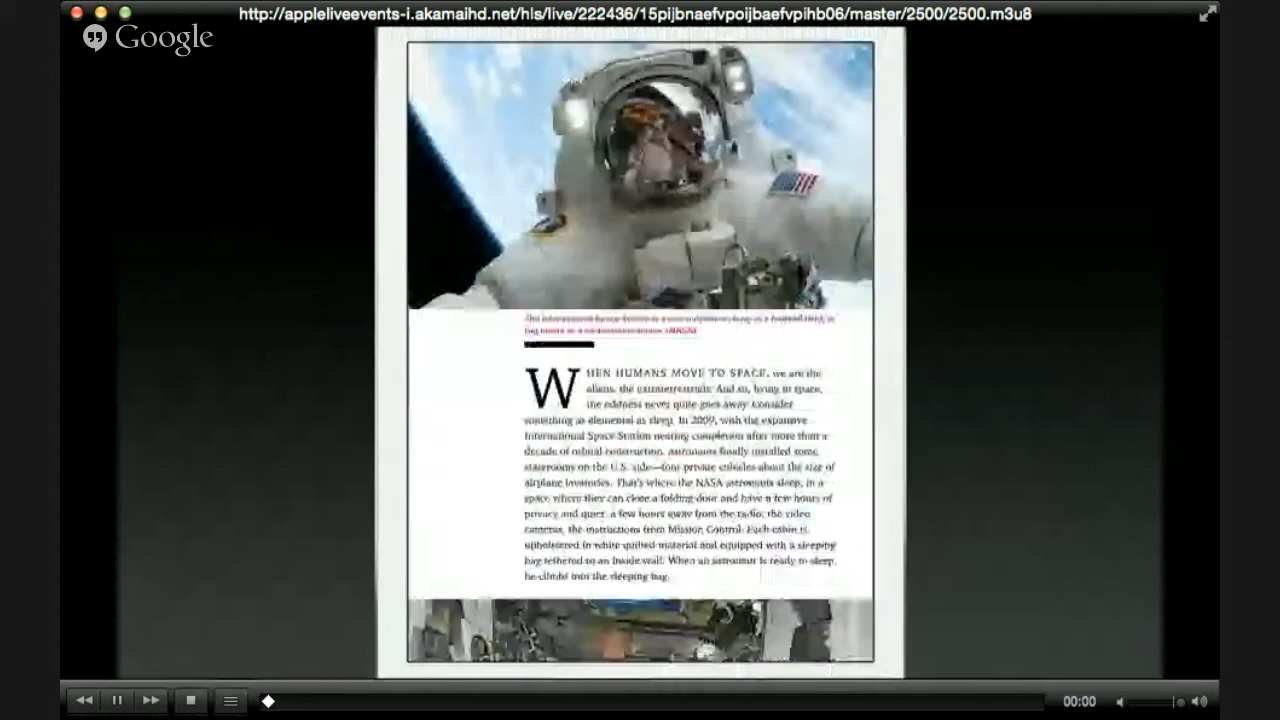 http://appleliveevents-i.akamaihd.net/hls/live/222436/15pijbnaefvpoijbaefvpihb06/master/2500/2500.m3u8
Google
WHEN HUMANS MOVE TO SPACE, we are the
aliens, the extraterrestrials. And so, living in space,
the oddness never quite goes away. Consider
something as elemental as sleep. In 2009, with the expansive
International Space Station nearing completion after more than a
decade of orbital construction, astronauts finally installed some
staterooms on the U.S. side—four private cubicles about the size of
airplane lavatories. That's where the NASA astronauts sleep, in a
space where they can close a folding door and have a few hours of
privacy and quiet, a few hours away from the radio, the video
cameras, the instructions from Mission Control. Each cabin is
upholstered in white quilted material and equipped with a sleeping
bag tethered to an inside wall. When an astronaut is ready to sleep,
he climbs into the sleeping bag.
00:00